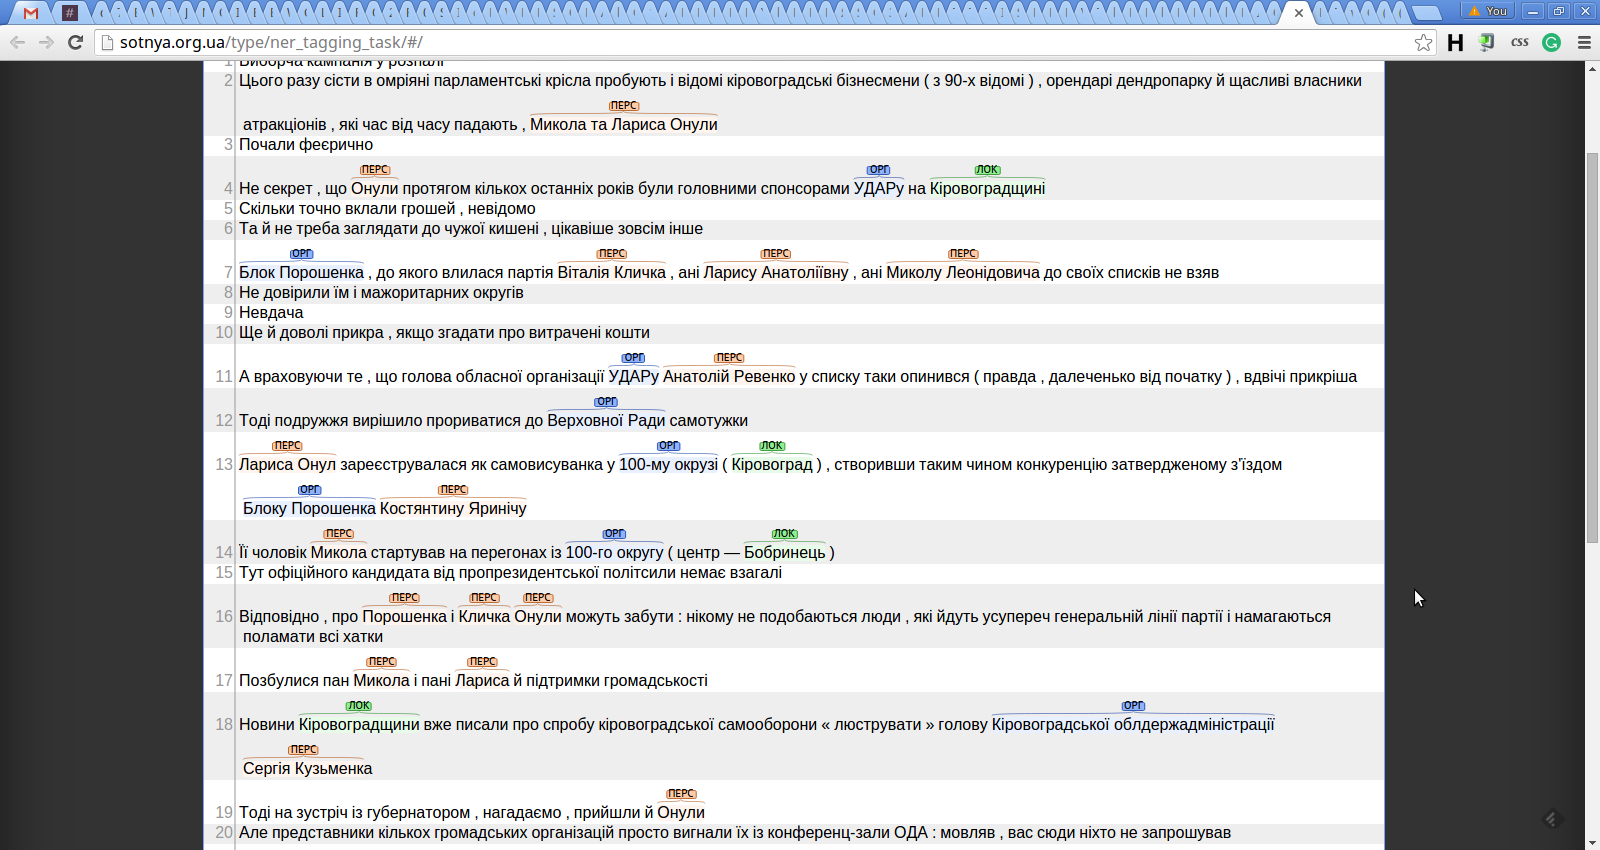 You
sotnya.org.ua/type/ner_tagging_task/#/
H
css
1 Виборча кампанія у розпалі
2 Цього разу сісти в омріяні парламентські крісла пробують і відомі кіровоградські бізнесмени ( з 90-х відомі ) , орендарі дендропарку й щасливі власники
ПЕРС
атракціонів , які час від часу падають , Микола та Лариса Онули
3 Почали феєрично
ПЕРС ОРГ ЛОК
4 Не секрет , що Онули протягом кількох останніх років були головними спонсорами УДАРу на Кіровоградщині
5 Скільки точно вклали грошей , невідомо
6 Та й не треба заглядати до чужої кишені , цікавіше зовсім інше
ОРГ ПЕРС ПЕРС ПЕРС
7 Блок Порошенка , до якого влилася партія Віталія Кличка , ані Ларису Анатоліївну , ані Миколу Леонідовича до своїх списків не взяв
8 Не довірили їм і мажоритарних округів
9 Невдача
10 Ще й доволі прикра , якщо згадати про витрачені кошти
ОРГ ПЕРС
11 А враховуючи те , що голова обласної організації УДАРу Анатолій Ревенко у списку таки опинився ( правда , далеченько від початку ) , вдвічі прикріша
ОРГ
12 Тоді подружжя вирішило прориватися до Верховної Ради самотужки
ПЕРС ОРГ ЛОК
13 Лариса Онул зареєструвалася як самовисуванка у 100-му окрузі ( Кіровоград ) , створивши таким чином конкуренцію затвердженому з'їздом
ОРГ ПЕРС
Блоку Порошенка Костянтину Яринічу
ПЕРС ОРГ ЛОК
14 Її чоловік Микола стартував на перегонах із 100-го округу ( центр — Бобринець )
15 Тут офіційного кандидата від пропрезидентської політсили немає взагалі
ПЕРС ПЕРС ПЕРС
16 Відповідно , про Порошенка і Кличка Онули можуть забути : нікому не подобаються люди , які йдуть усупереч генеральній лінії партії і намагаються
поламати всі хатки
ПЕРС ПЕРС
17 Позбулися пан Микола і пані Лариса й підтримки громадськості
ЛОК ОРГ
18 Новини Кіровоградщини вже писали про спробу кіровоградської самооборони « люструвати » голову Кіровоградської облдержадміністрації
ПЕРС
Сергія Кузьменка
ПЕРС
19 Тоді на зустріч із губернатором , нагадаємо , прийшли й Онули
20 Але представники кількох громадських організацій просто вигнали їх із конференц-зали ОДА : мовляв , вас сюди ніхто не запрошував